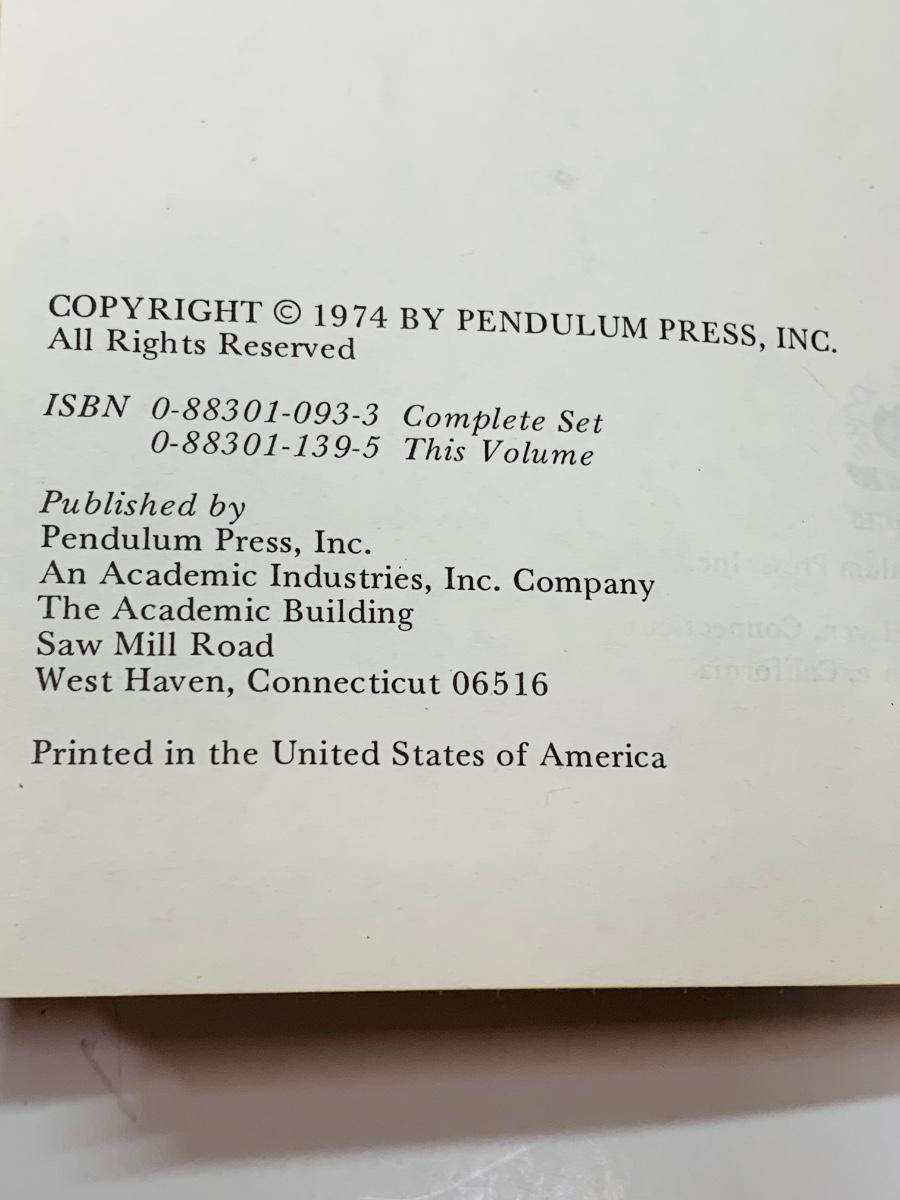 COPYRIGHT © 1974 BY PENDULUM PRESS, INC.
All Rights Reserved
ISBN 0-88301-093-3 Complete Set
0-88301-139-5 This Volume
Published by
Pendulum Press, Inc.
An Academic Industries, Inc. Company
The Academic Building
Saw Mill Road
West Haven, Connecticut 06516
Printed in the United States of America